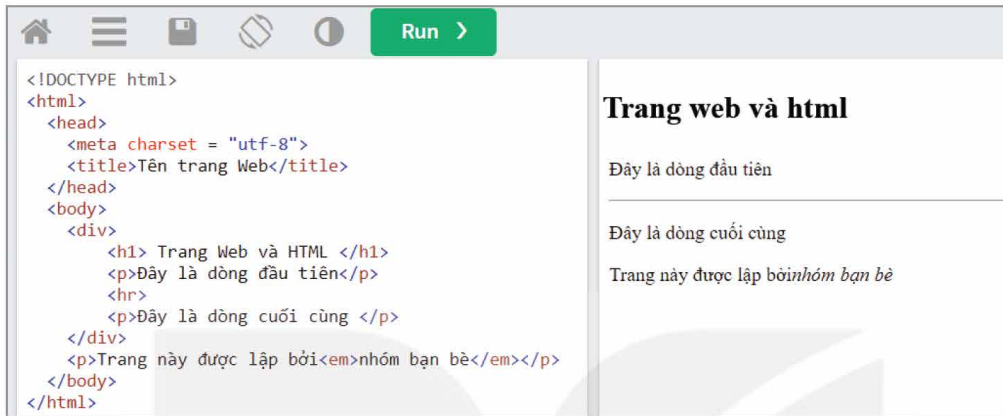 Run ❯
<!DOCTYPE html>
<html>
<head>
<meta charset = "utf-8">
<title>Tên trang Web</title>
</head>
<body>
<div>
<h1> Trang Web và HTML </h1>
<p>Đây là dòng đầu tiên</p>
<hr>
<p>Đây là dòng cuối cùng </p>
</div>
<p>Trang này được lập bởi<em>nhóm bạn bè</em></p>
</body>
</html>
Trang web và html
Đây là dòng đầu tiên
Đây là dòng cuối cùng
Trang này được lập bởinhóm bạn bè